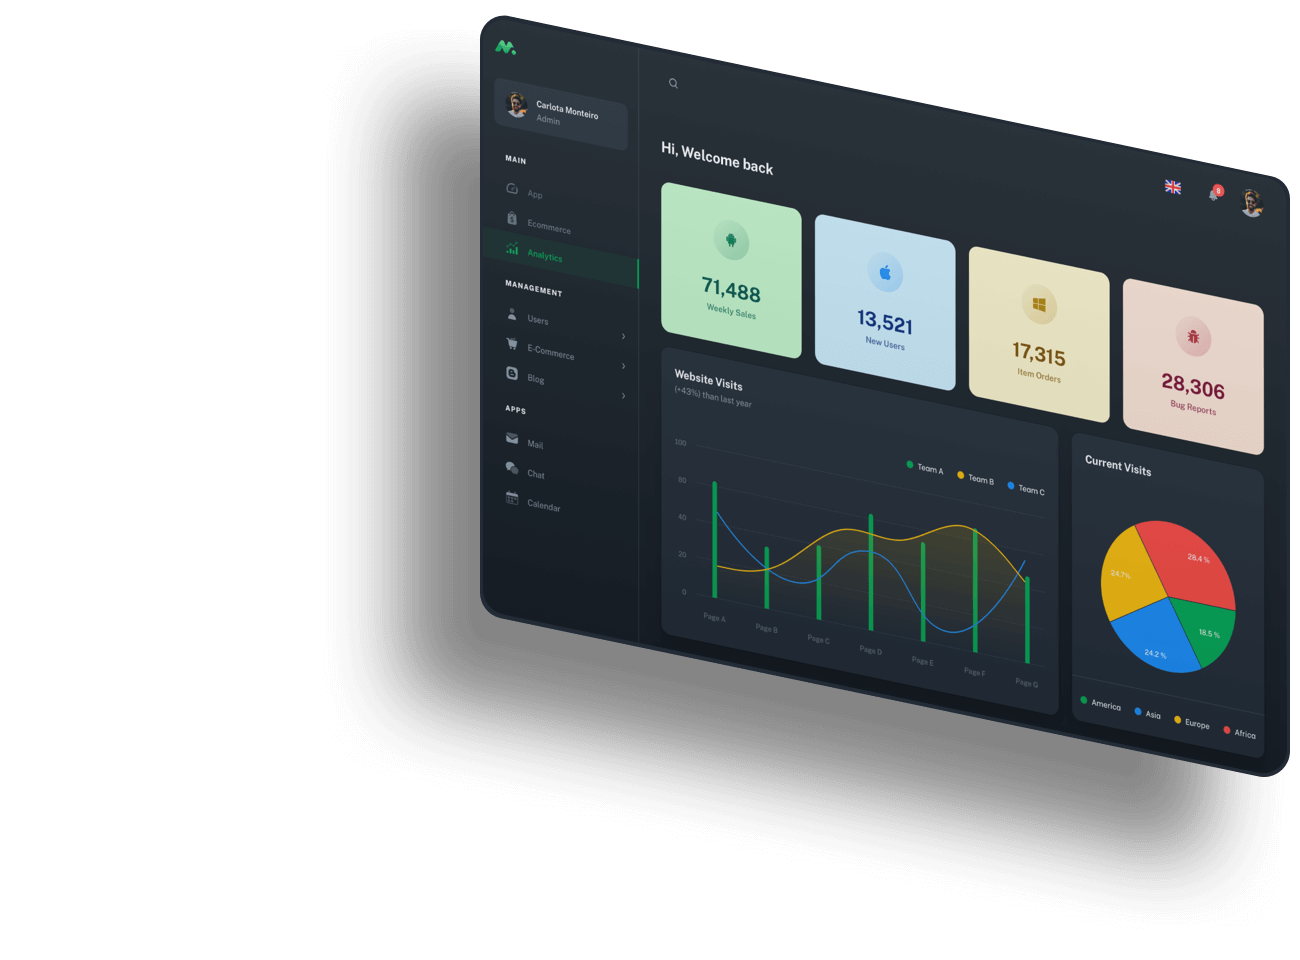 Carlota Monteiro
Admin
MAIN
App
Ecommerce
Analytics
MANAGEMENT
Users
E-Commerce
Blog
APPS
Mail
Chat
Calendar
Hi, Welcome back
71,488
Weekly Sales
13,521
New Users
17,315
Item Orders
28,306
Bug Reports
Website Visits
(+43%) than last year
Team A
Team B
Team C
100
80
40
20
0
Page A
Page B
Page C
Page D
Page E
Page F
Page G
Current Visits
28.4 %
24.7%
18.5 %
24.2 %
America
Asia
Europe
Africa